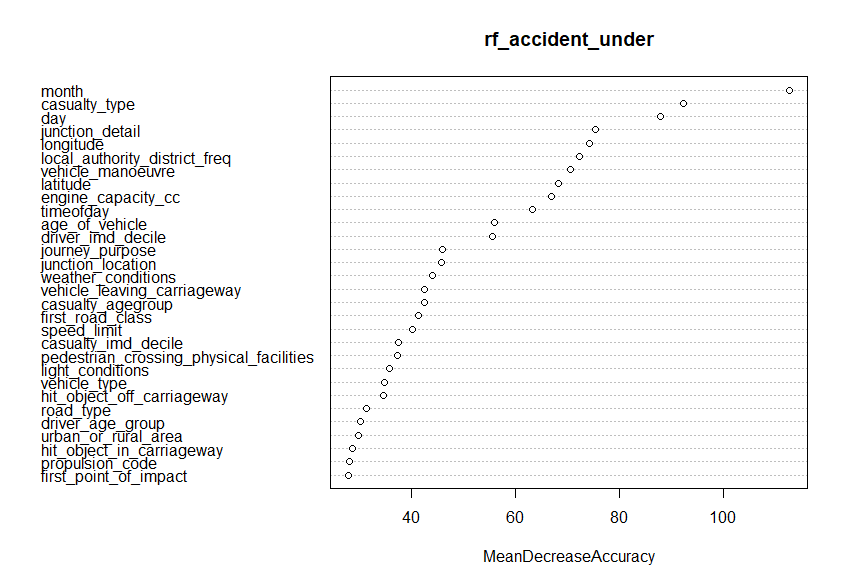 rf_accident_under
month
casualty_type
day
junction_detail
longitude
local_authority_district_freq
vehicle_manoeuvre
latitude
engine_capacity_cc
timeofday
age_of_vehicle
driver_imd_decile
journey_purpose
junction_location
weather_conditions
vehicle_leaving_carriageway
casualty_agegroup
first_road_class
speed_limit
casualty_imd_decile
pedestrian_crossing_physical_facilities
light_conditions
vehicle_type
hit_object_off_carriageway
road_type
driver_age_group
urban_or_rural_area
hit_object_in_carriageway
propulsion_code
first_point_of_impact
40 60 80 100
MeanDecreaseAccuracy